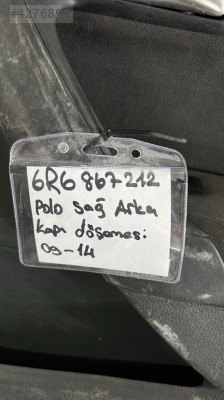 6R6 867 212
Polo Sağ Arka
Kapı döşemesi
09-14